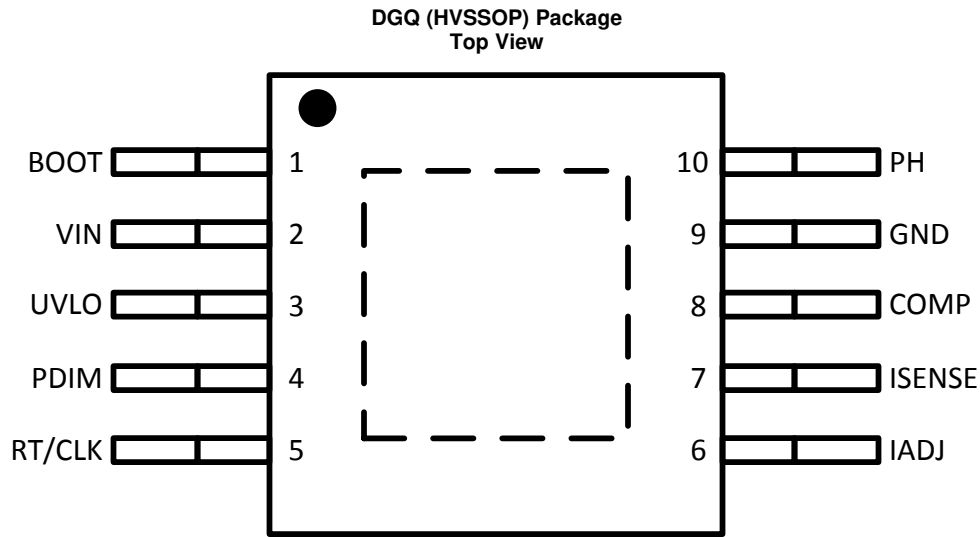 DGQ (HVSSOP) Package
Top View
BOOT 1 10 PH
VIN 2 9 GND
UVLO 3 8 COMP
PDIM 4 7 ISENSE
RT/CLK 5 6 IADJ